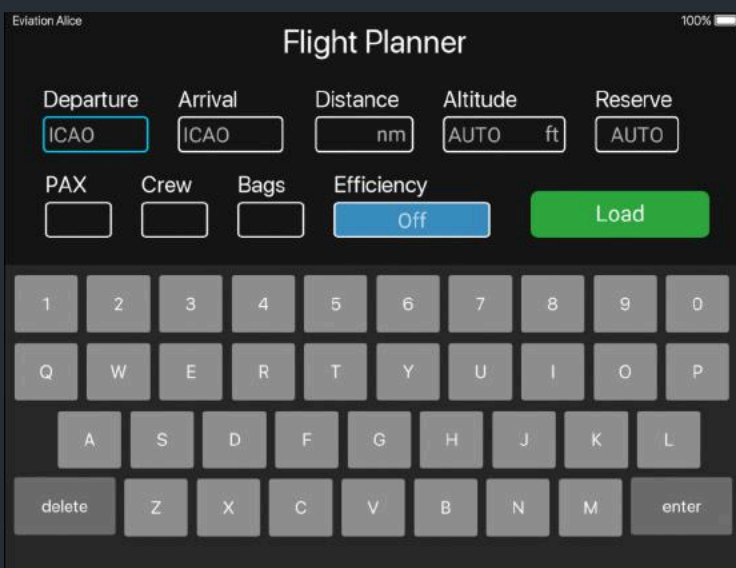 Eviation Alice 100%
Flight Planner
Departure Arrival Distance Altitude Reserve
ICAO ICAO nm AUTO ft AUTO
PAX Crew Bags Efficiency
Off Load
1 2 3 4 5 6 7 8 9 0
Q W E R T Y U I O P
A S D F G H J K L
delete Z X C V B N M enter